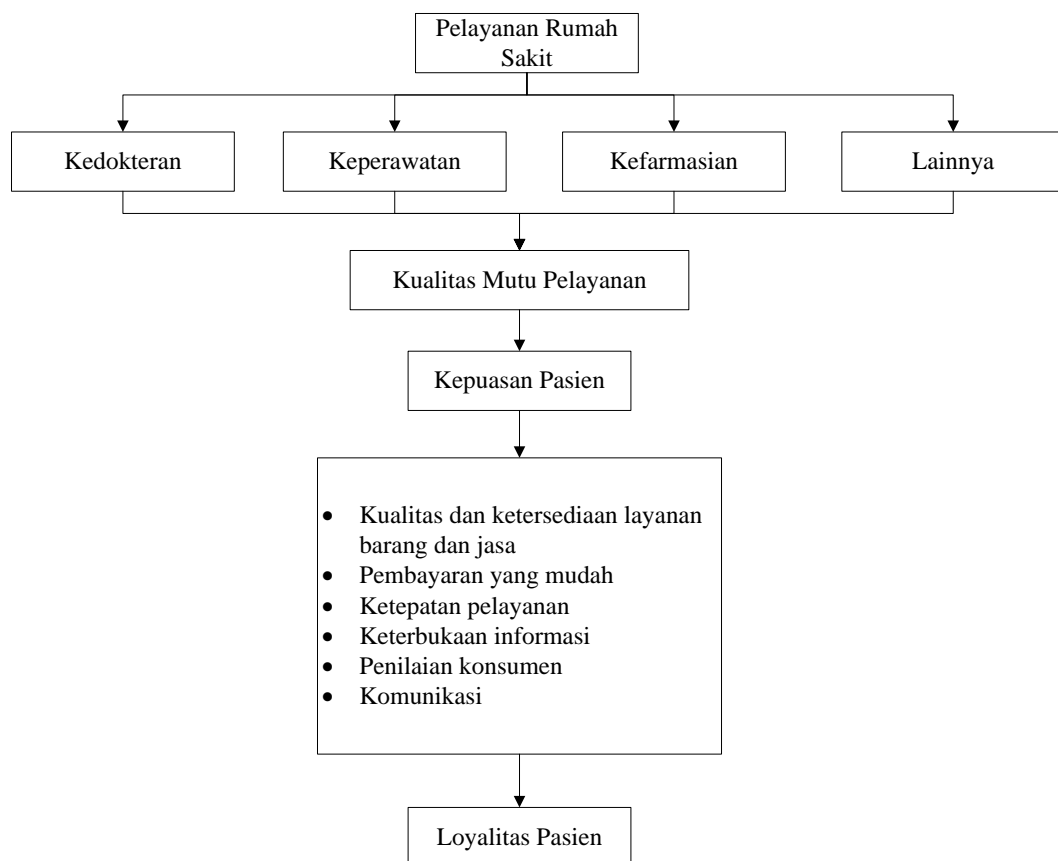 Pelayanan Rumah
Sakit
Kedokteran
Keperawatan
Kefarmasian
Lainnya
Kualitas Mutu Pelayanan
Kepuasan Pasien
• Kualitas dan ketersediaan layanan
barang dan jasa
• Pembayaran yang mudah
• Ketepatan pelayanan
• Keterbukaan informasi
• Penilaian konsumen
• Komunikasi
Loyalitas Pasien